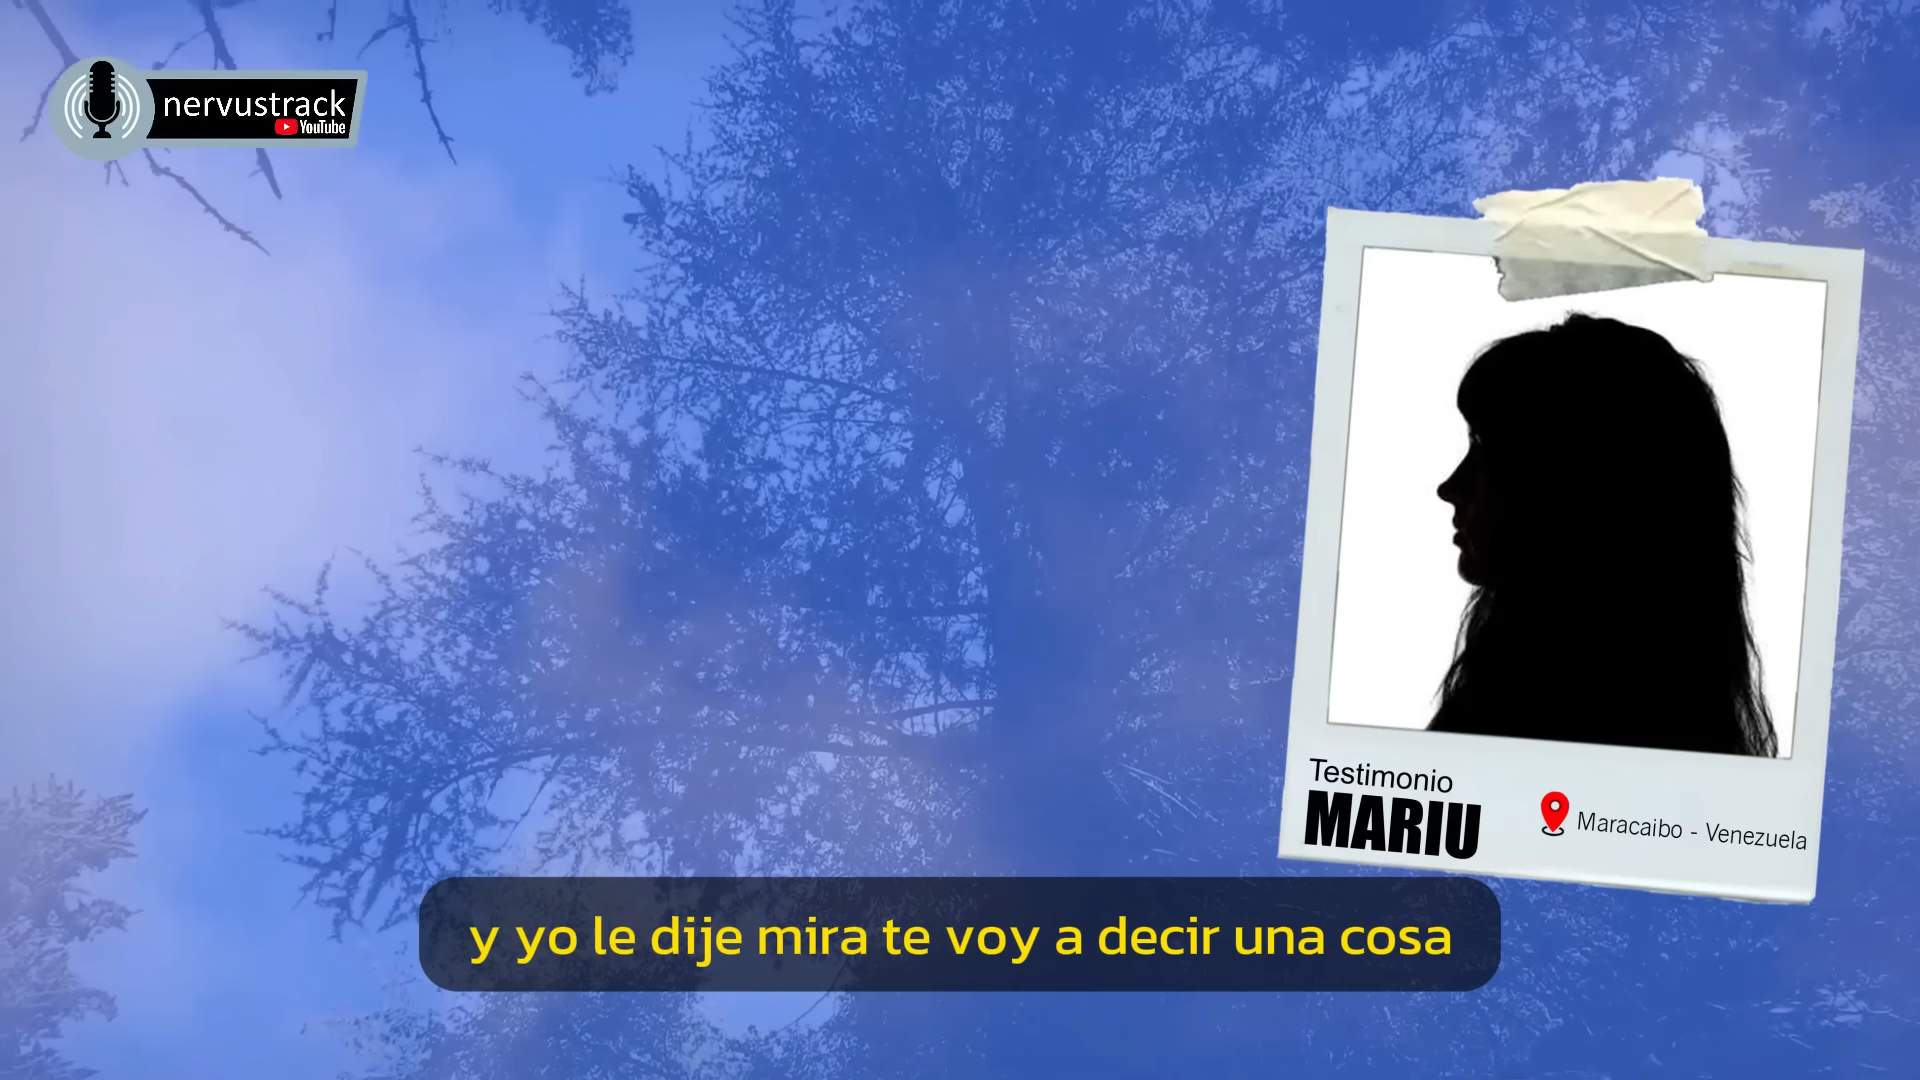 nervustrack
YouTube
Testimonio
MARIU
Maracaibo - Venezuela
y yo le dije mira te voy a decir una cosa